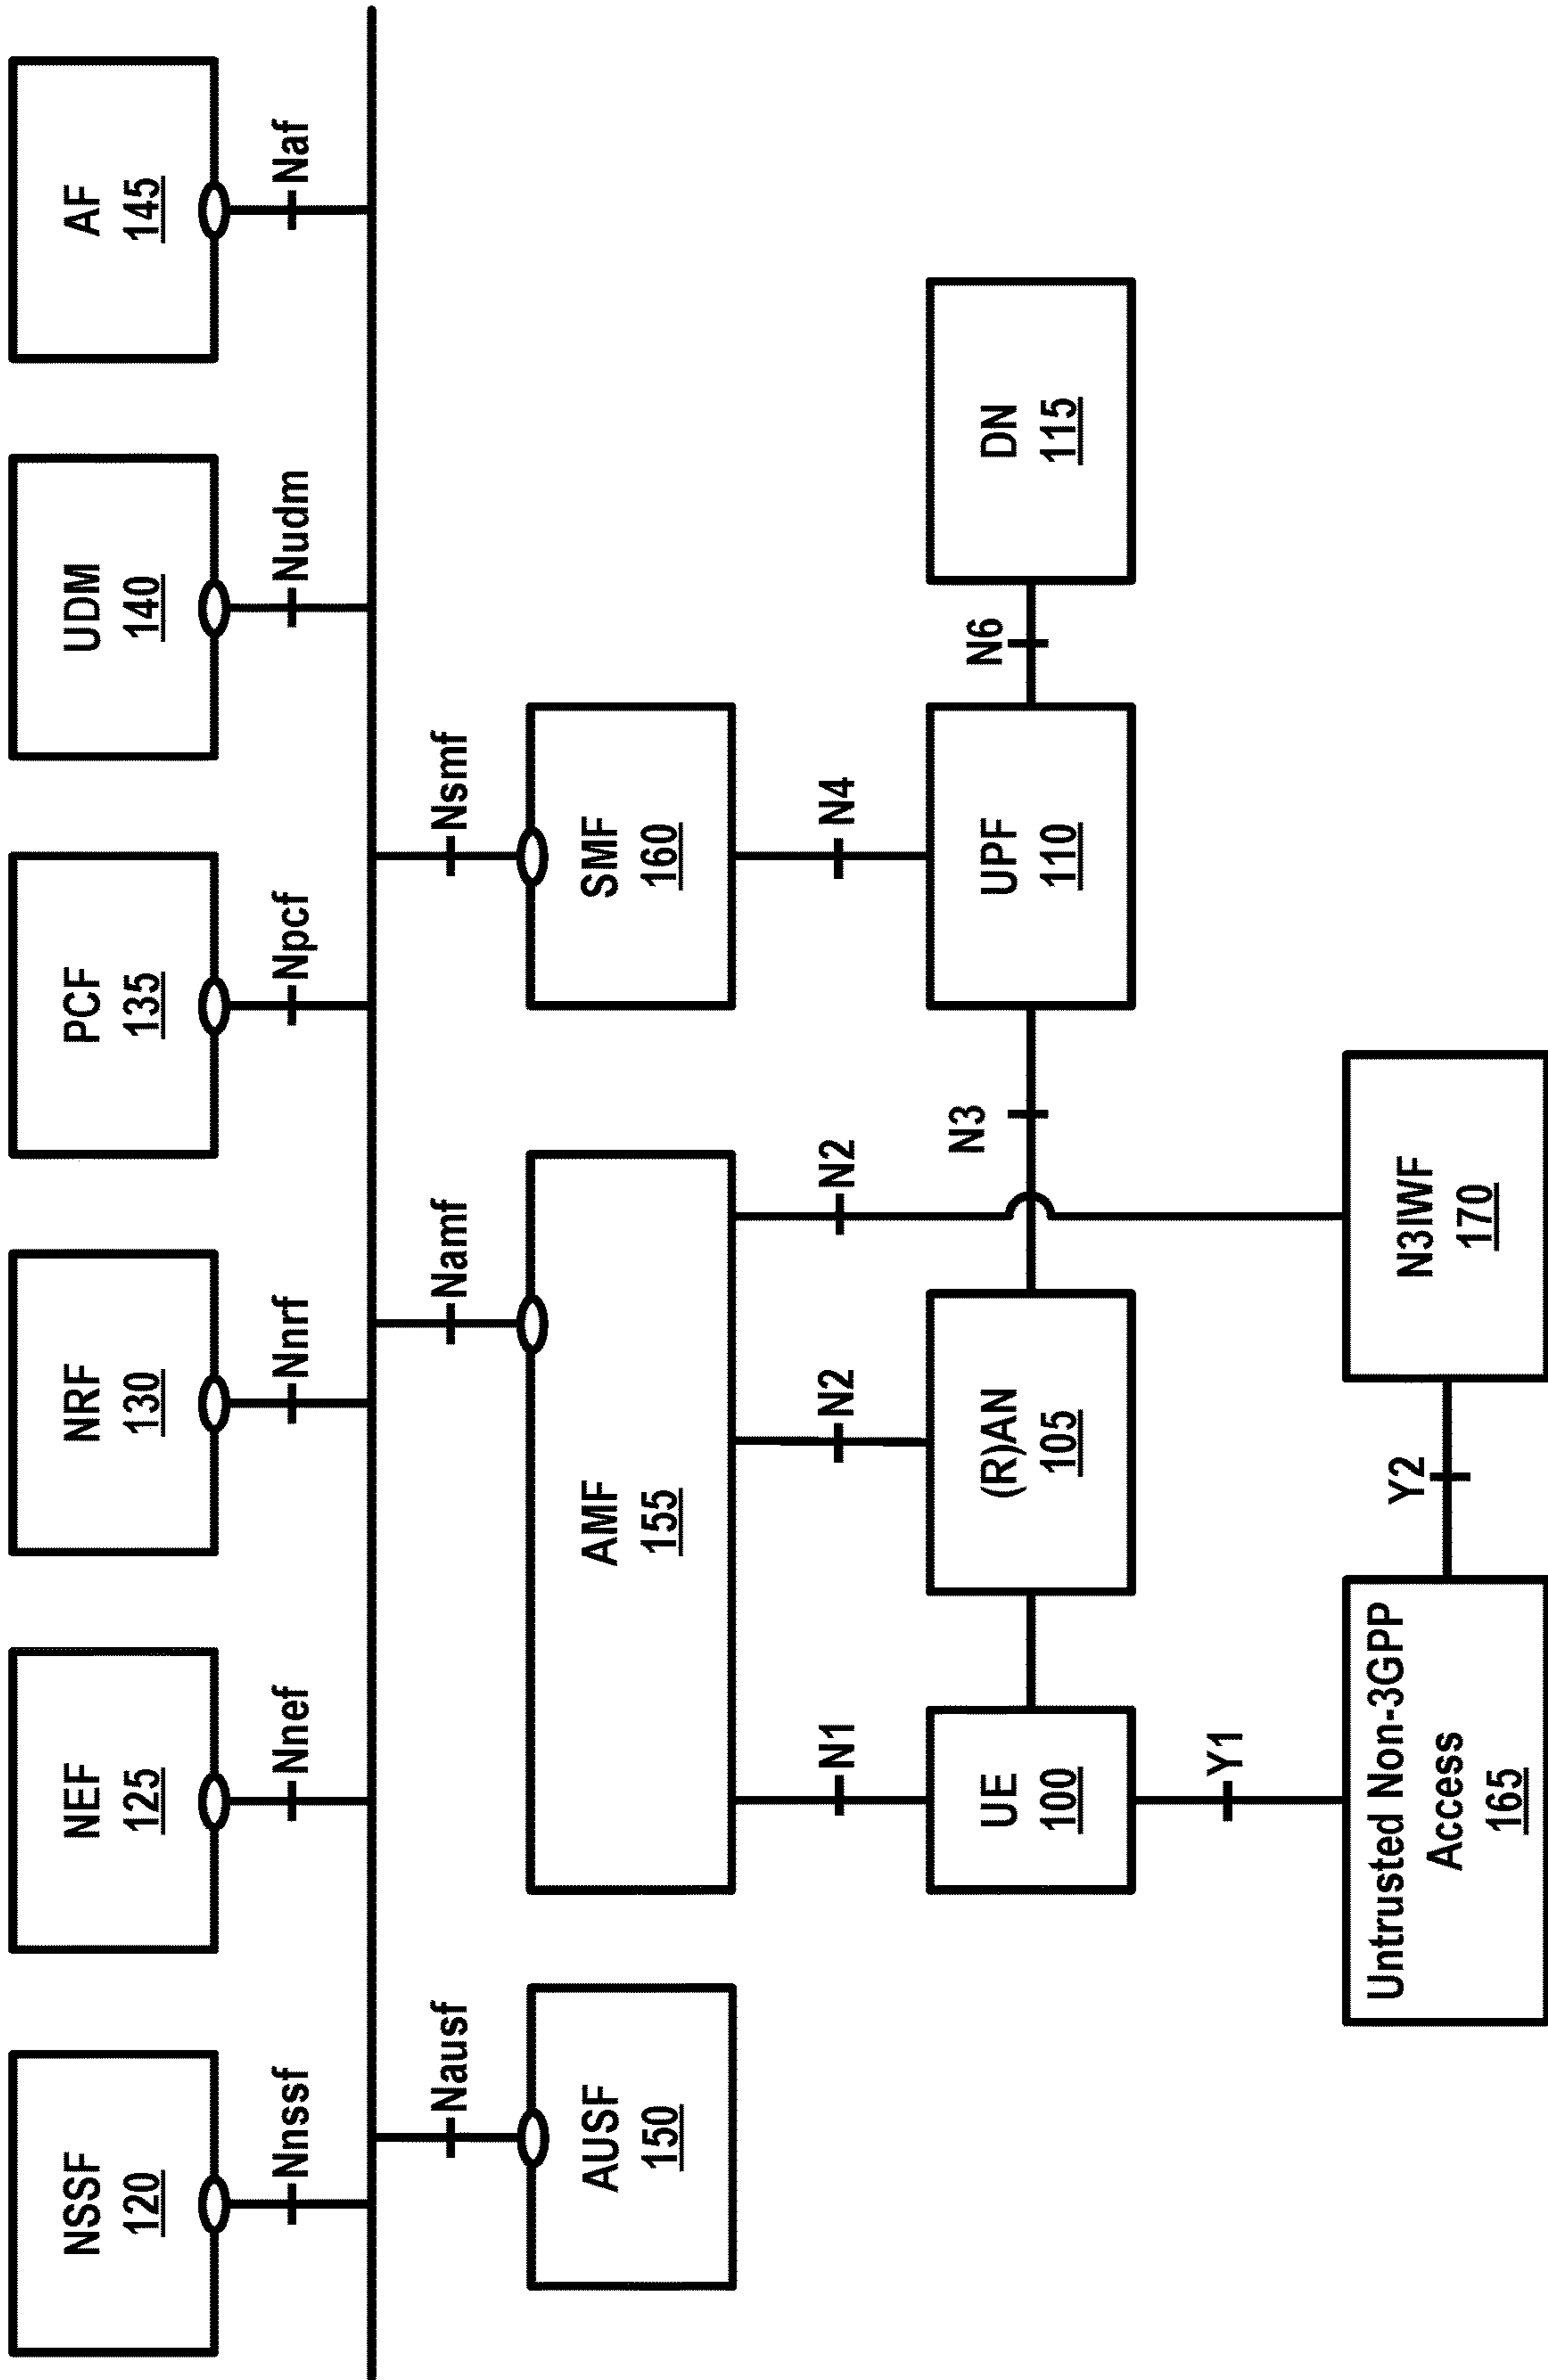 NSSF
120
NEF
125
NRF
130
PCF
135
UDM
140
AF
145
Nnssf
Nnef
Nnrf
Npcf
Nudm
Naf
Nausf
Namf
Nsmf
AUSF
150
AMF
155
SMF
160
N1
N2
N2
N4
UE
100
(R)AN
105
N3
UPF
110
N6
DN
115
Y1
Untrusted Non-3GPP
Access
165
Y2
N3IWF
170